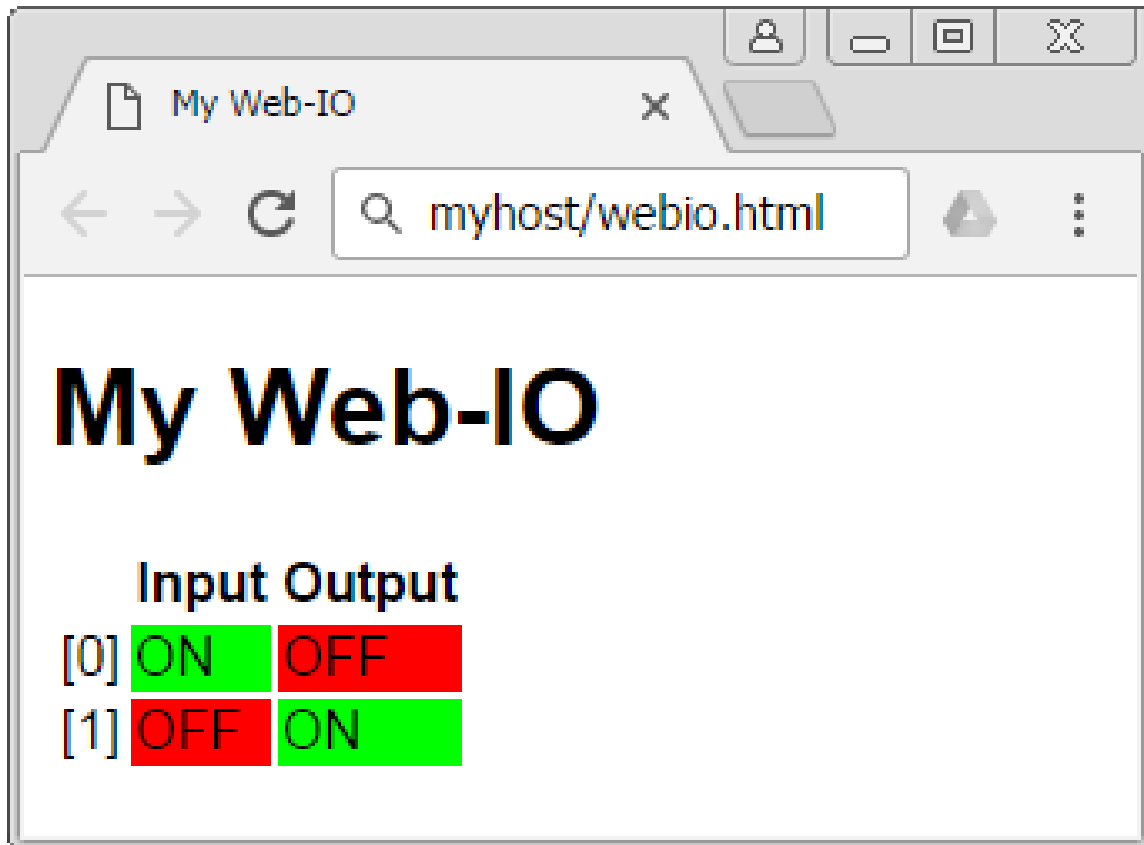 My Web-IO
myhost/webio.html
My Web-IO
Input Output
[0] ON OFF
[1] OFF ON